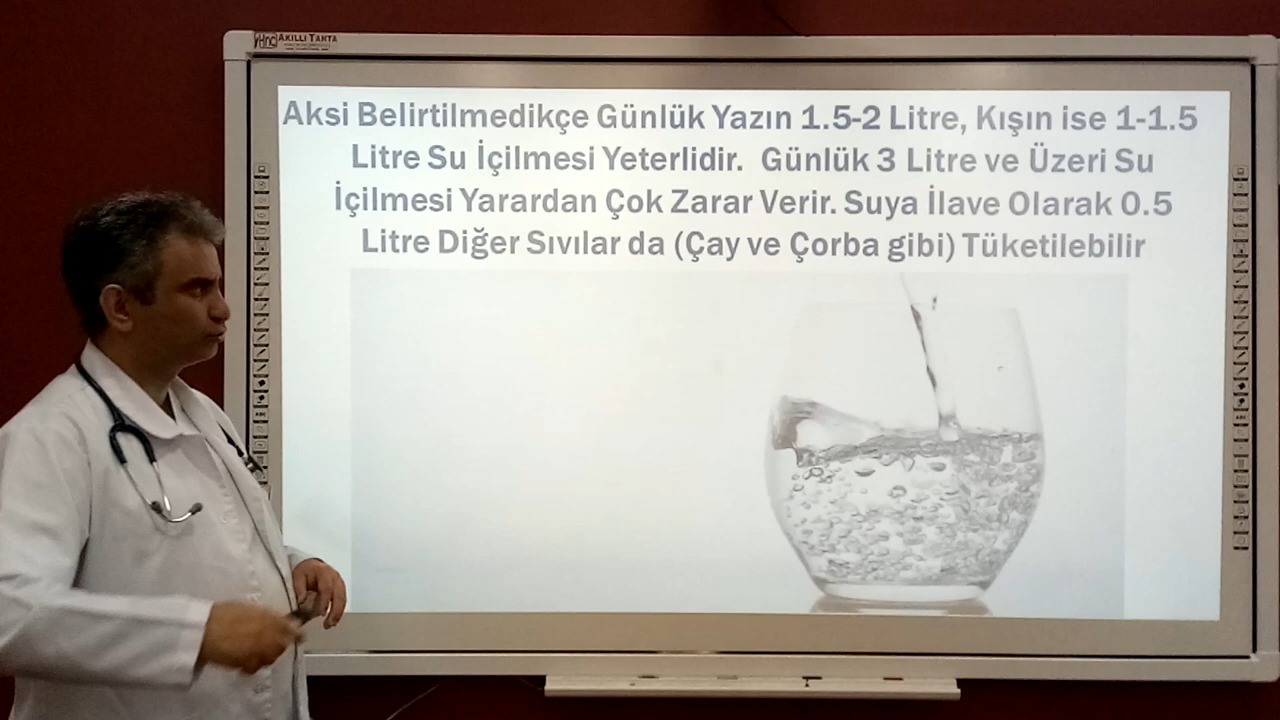 Hnc AKILLI TAHTA
Aksi Belirtilmedikçe Günlük Yazın 1.5-2 Litre, Kışın ise 1-1.5
Litre Su İçilmesi Yeterlidir. Günlük 3 Litre ve Üzeri Su
İçilmesi Yarardan Çok Zarar Verir. Suya İlave Olarak 0.5
Litre Diğer Sıvılar da (Çay ve Çorba gibi) Tüketilebilir